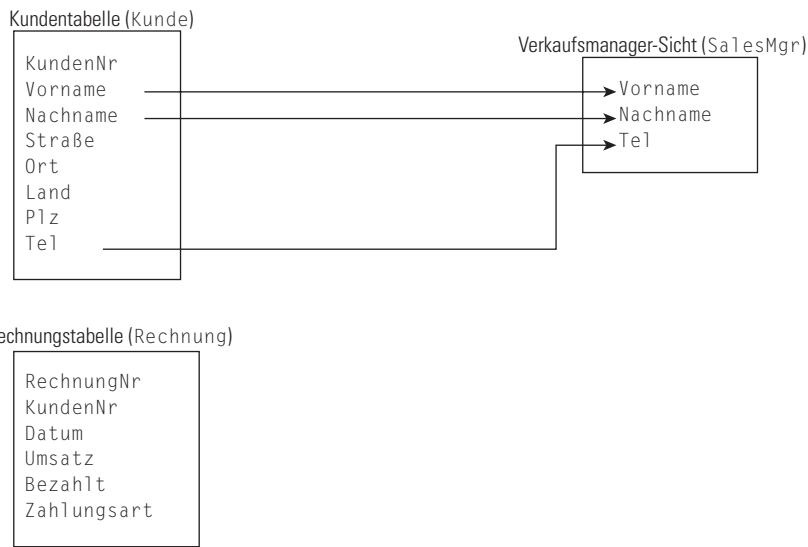 Kundentabelle (Kunde)
KundenNr
Vorname
Nachname
Straße
Ort
Land
Plz
Tel
Verkaufsmanager-Sicht (SalesMgr)
Vorname
Nachname
Tel
echnungstabelle (Rechnung)
RechnungNr
KundenNr
Datum
Umsatz
Bezahlt
Zahlungsart